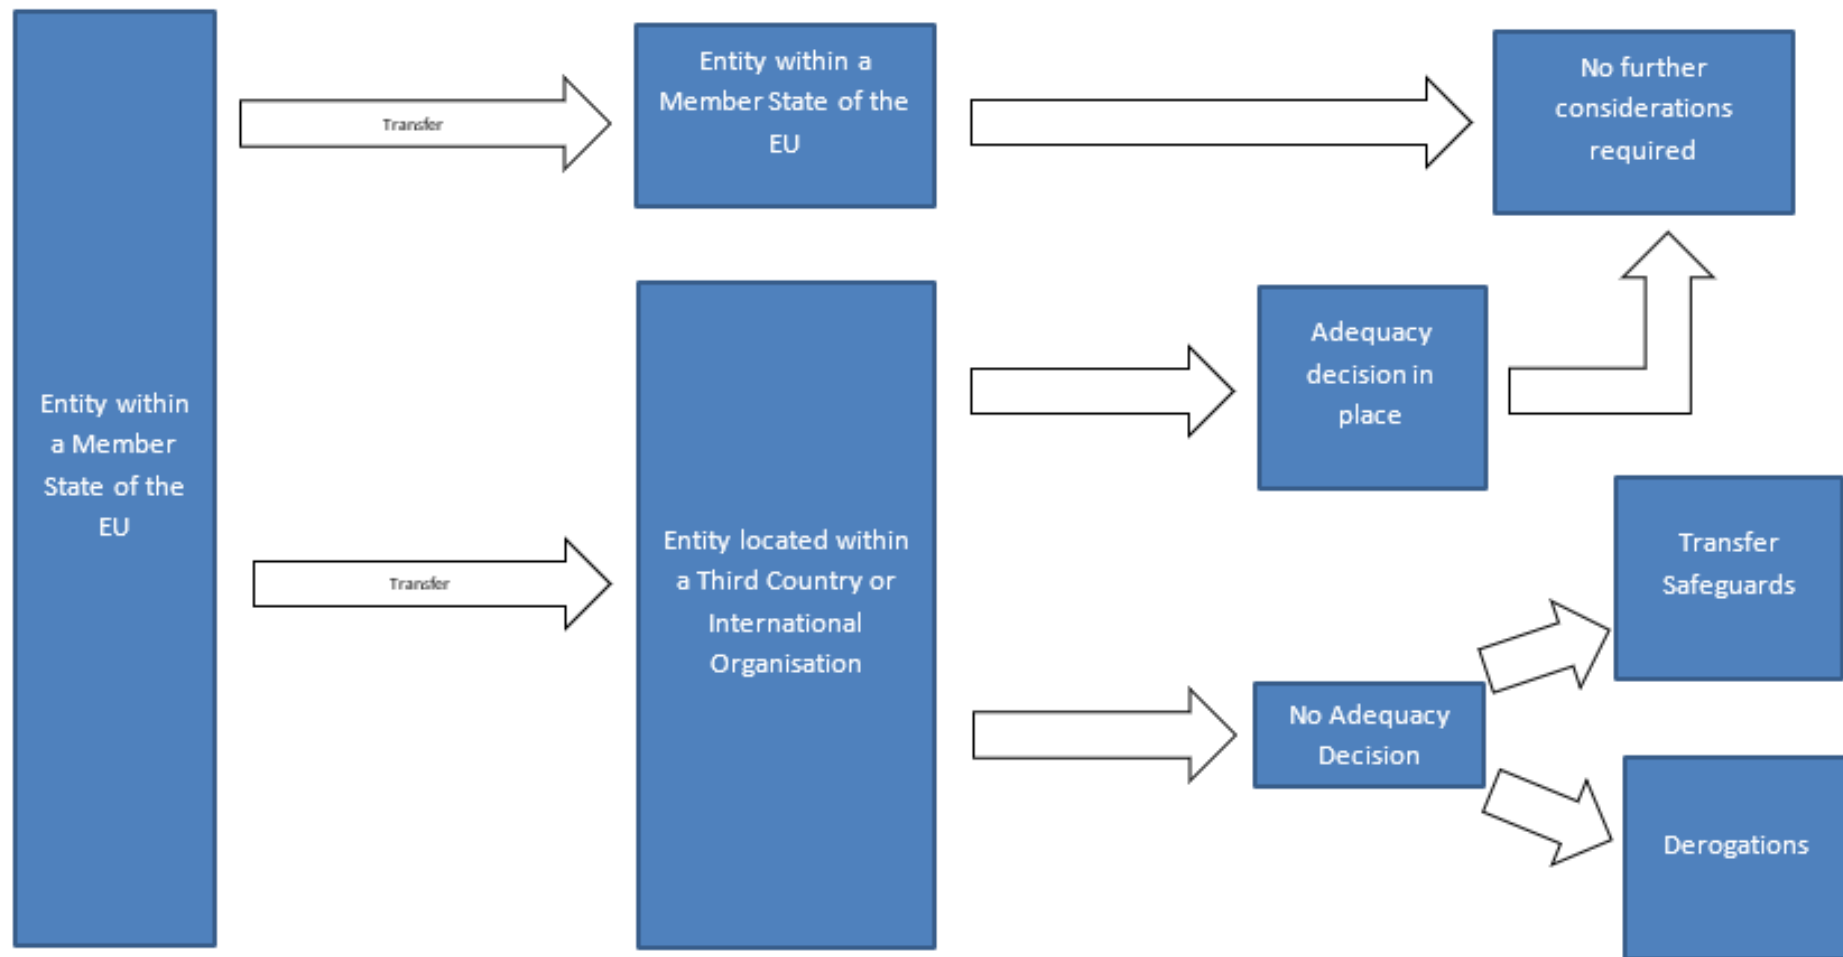 Entity within
a Member
State of the
EU
Transfer
Entity within a
Member State of the
EU
No further
considerations
required
Transfer
Entity located within
a Third Country or
International
Organisation
Adequacy
decision in
place
No Adequacy
Decision
Transfer
Safeguards
Derogations